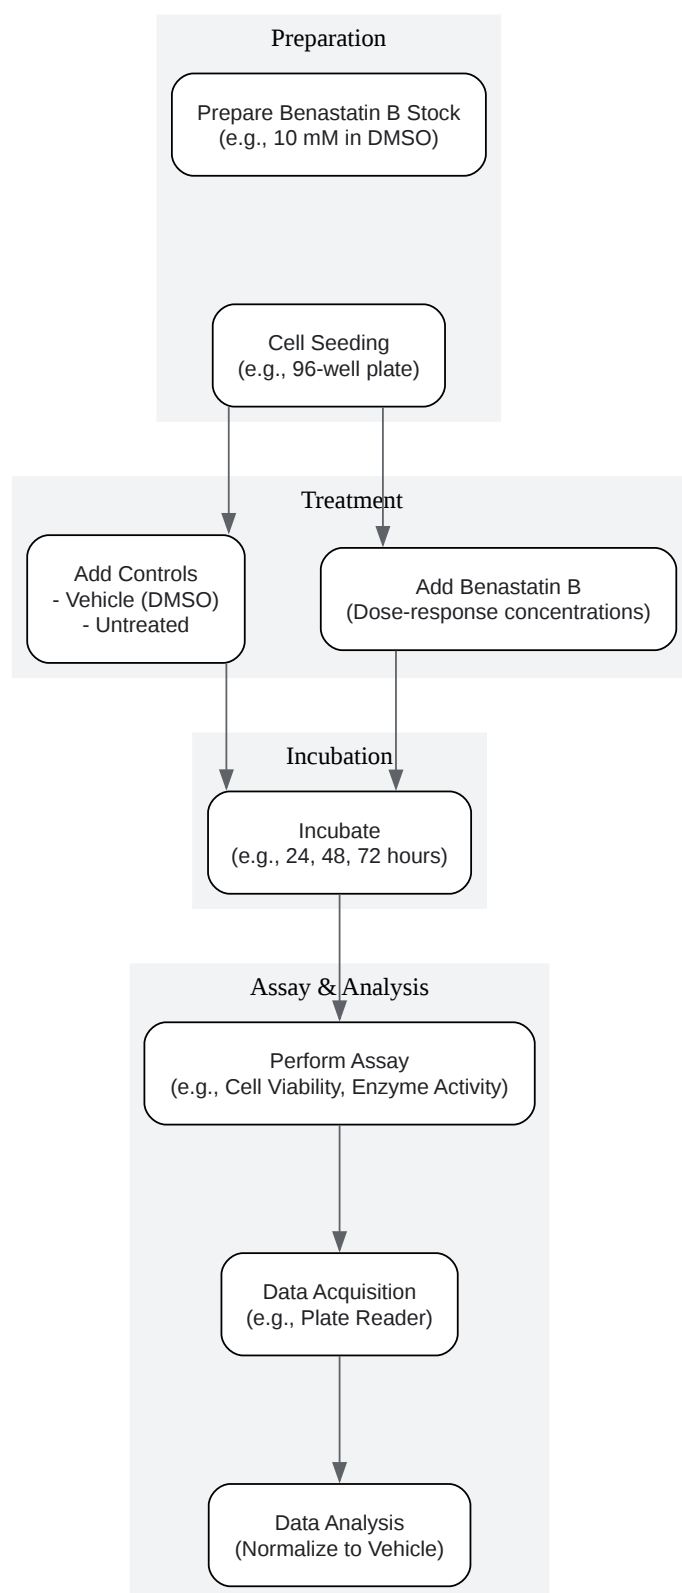 Preparation
Prepare Benastatin B Stock
(e.g., 10 mM in DMSO)
Cell Seeding
(e.g., 96-well plate)
Treatment
Add Controls
- Vehicle (DMSO)
- Untreated
Add Benastatin B
(Dose-response concentrations)
Incubation
Incubate
(e.g., 24, 48, 72 hours)
Assay & Analysis
Perform Assay
(e.g., Cell Viability, Enzyme Activity)
Data Acquisition
(e.g., Plate Reader)
Data Analysis
(Normalize to Vehicle)